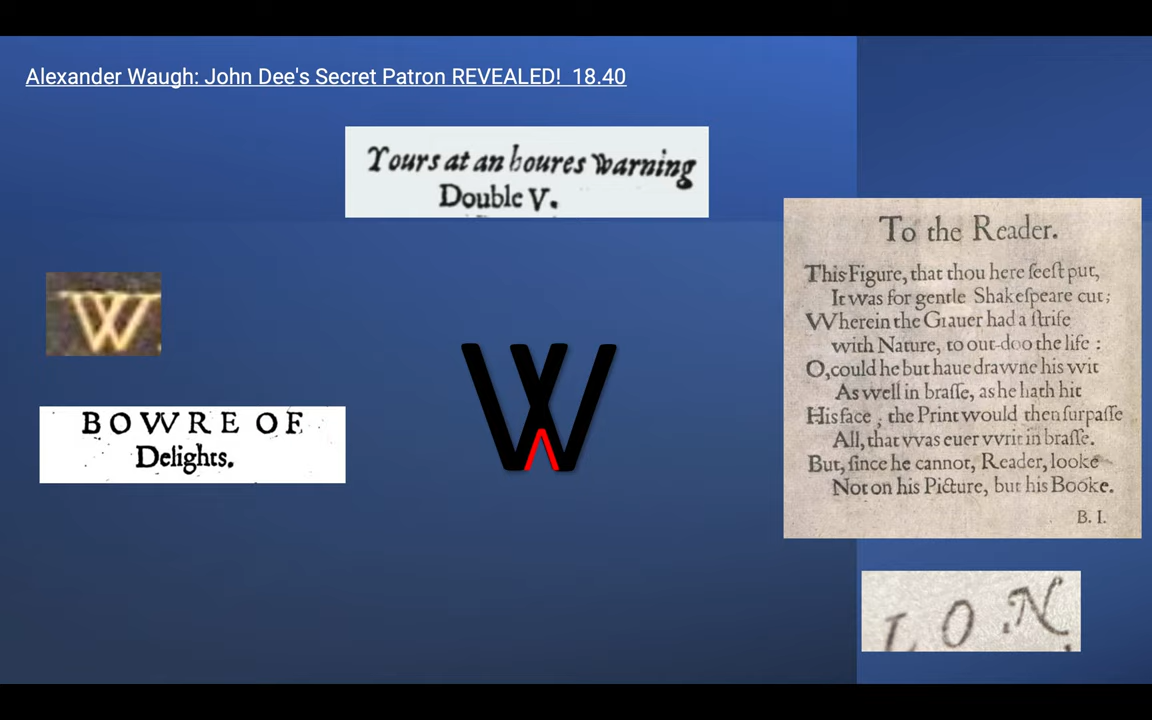 Alexander Waugh: John Dee's Secret Patron REVEALED! 18.40
Yours at an houres warning
Double V.
W
BOWRE OF
Delights.
W
To the Reader.
This Figure, that thou here ſeeſt put,
It was for gentle Shakeſpeare cut;
Wherein the Grauer had a ſtrife
with Nature, to out-doo the life :
O, could he but haue dravvne his vvit
As well in braſſe, as he hath hit
His face ; the Print would then ſurpaſſe
All, that vvas euer vvrit in braſſe.
But, ſince he cannot, Reader, looke
Not on his Picture, but his Booke.
B. I.
I O .N.